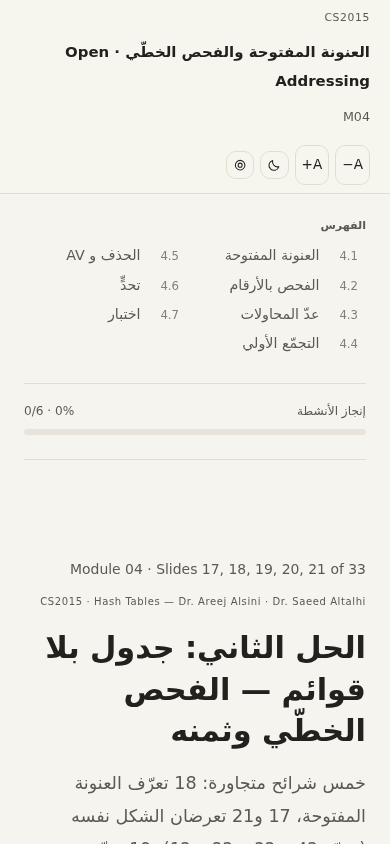 CS2015
العنونة المفتوحة والفحص الخطّي · Open
Addressing
M04
A− A+
الفهرس
4.1 العنونة المفتوحة
4.2 الفحص بالأرقام
4.3 عدّ المحاولات
4.4 التجمّع الأولي
4.5 الحذف و AV
4.6 تحدٍّ
4.7 اختبار
إنجاز الأنشطة
0/6 · 0%
Module 04 · Slides 17, 18, 19, 20, 21 of 33
CS2015 · Hash Tables — Dr. Areej Alsini · Dr. Saeed Altalhi
الحل الثاني: جدول بلا
قوائم — الفحص
الخطّي وثمنه
خمس شرائح متجاورة: 18 تعرّف العنونة
المفتوحة، 17 و21 تعرضان الشكل نفسه